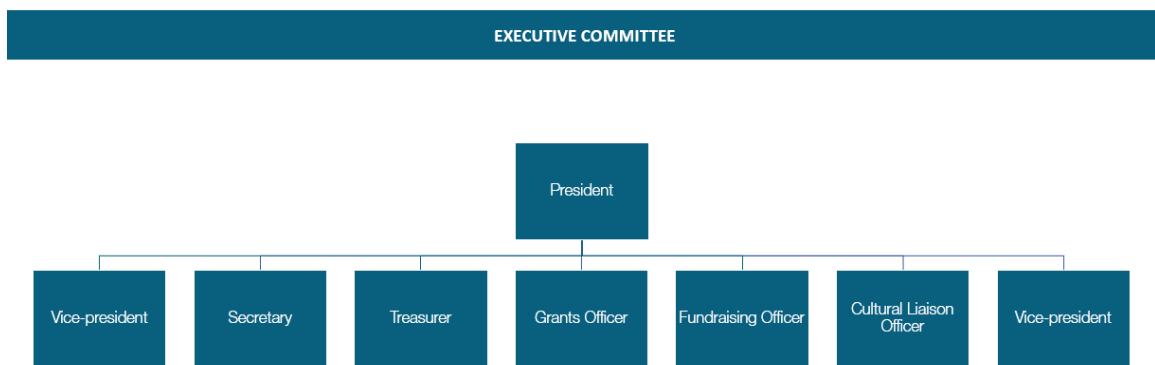 EXECUTIVE COMMITTEE
President
Vice-president
Secretary
Treasurer
Grants Officer
Fundraising Officer
Cultural Liaison
Officer
Vice-president